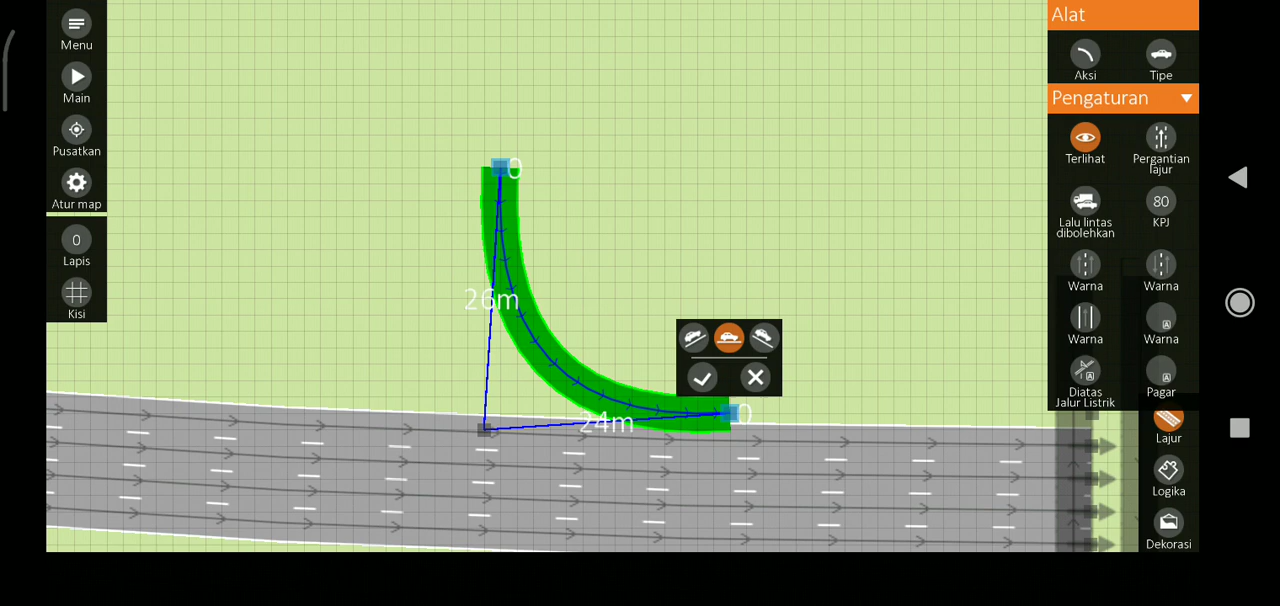 Menu
Main
Pusatkan
Atur map
0
Lapis
Kisi
0
26m
24m
0
Alat
Aksi
Tipe
Pengaturan
Terlihat
Pergantian
lajur
Lalu lintas
dibolehkan
80
KPJ
Warna
Warna
Warna
A
Warna
A
Diatas
Jalur Listrik
A
Pagar
Lajur
Logika
Dekorasi